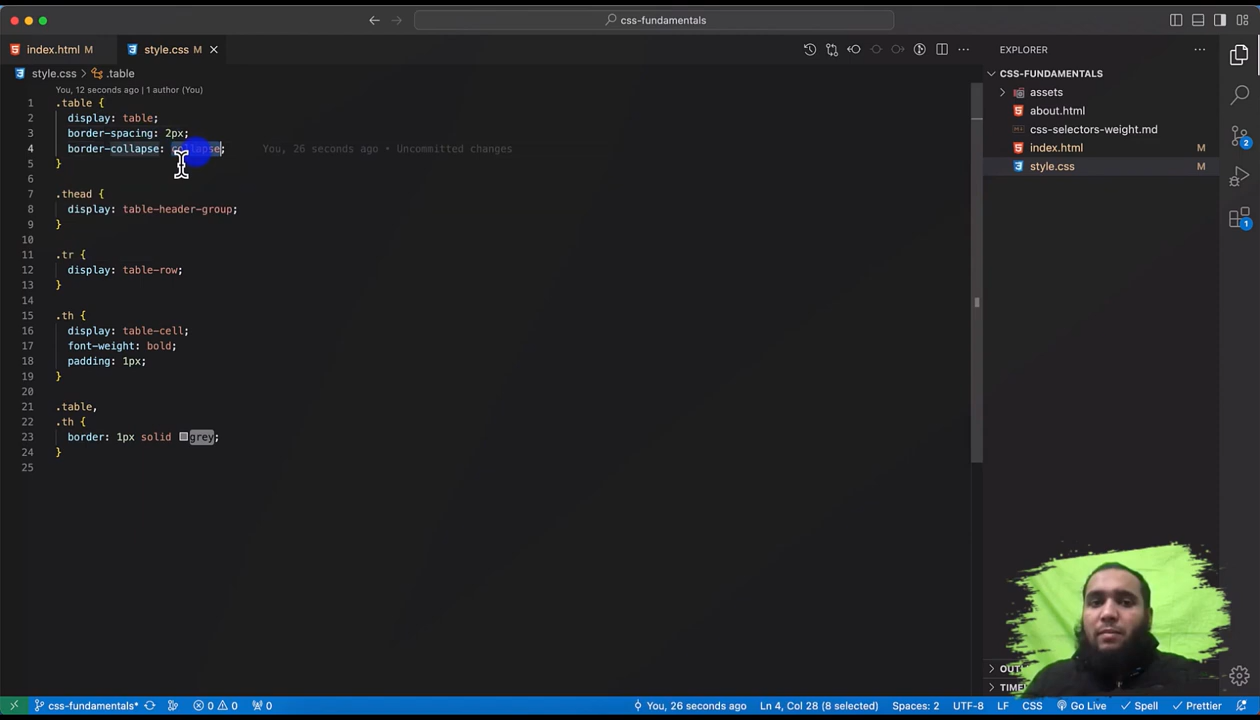 css-fundamentals
index.html M
style.css M
EXPLORER
style.css > .table
CSS-FUNDAMENTALS
You, 12 seconds ago | 1 author (You)
assets
1 .table {
about.html
2 display: table;
3 border-spacing: 2px;
css-selectors-weight.md
4 border-collapse: collapse; You, 26 seconds ago • Uncommitted changes
index.html M
5 }
style.css M
6
7 .thead {
8 display: table-header-group;
9 }
10
11 .tr {
12 display: table-row;
13 }
14
15 .th {
16 display: table-cell;
17 font-weight: bold;
18 padding: 1px;
19 }
20
21 .table,
22 .th {
23 border: 1px solid grey;
24 }
25
2
1
css-fundamentals* 0 0 0 You, 26 seconds ago Ln 4, Col 28 (8 selected) Spaces: 2 UTF-8 LF CSS Go Live Spell Prettier